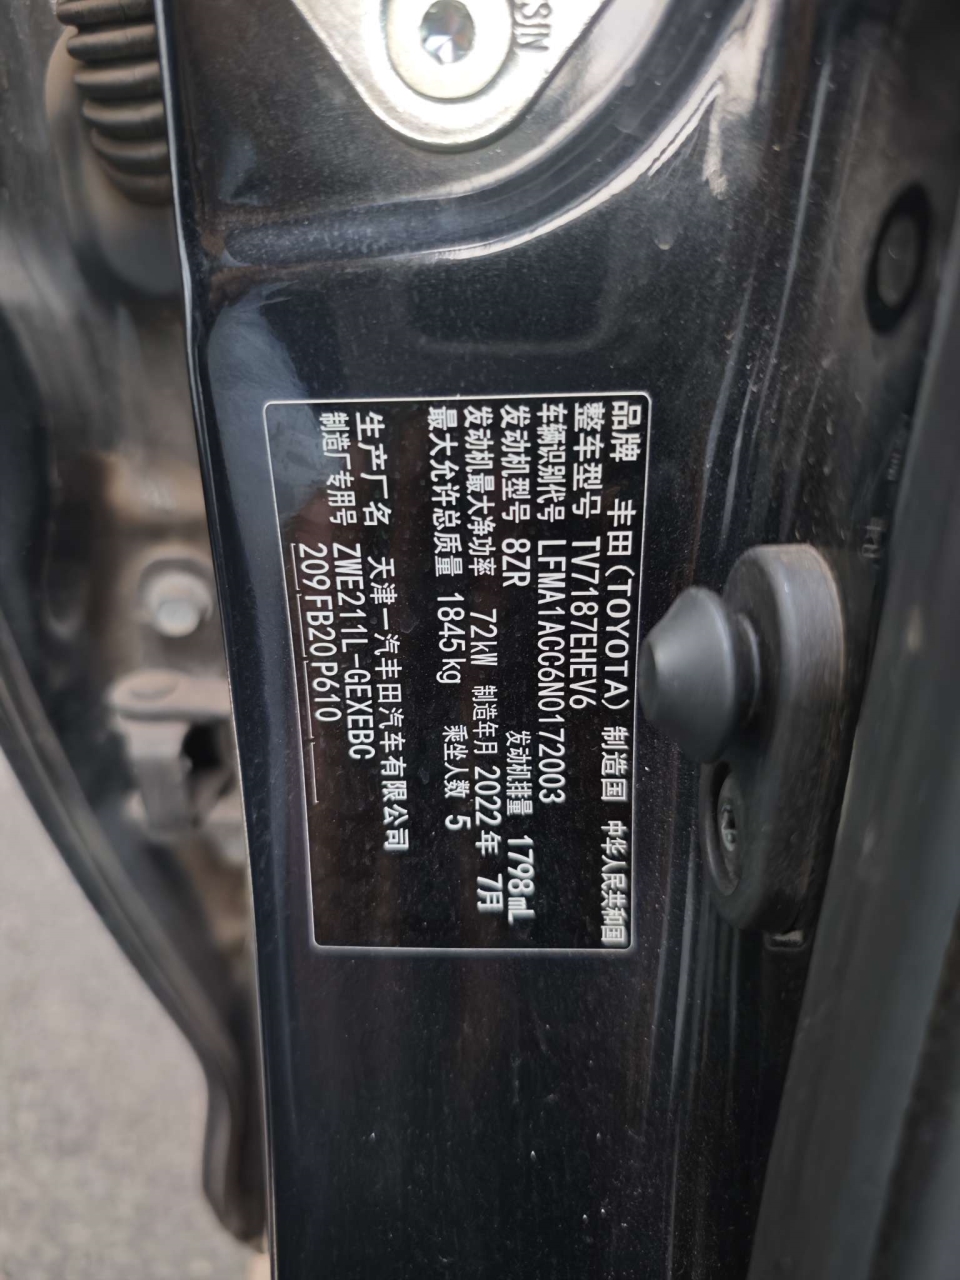 品牌 丰田(TOYOTA) 制造国 中华人民共和国
整车型号 TV7187EHEV6
车辆识别代号 LFMA1ACC6N0172003
发动机型号 8ZR 发动机排量 1798mL
发动机最大净功率 72kW 制造年月 2022年 7月
最大允许总质量 1845kg 乘坐人数 5
生产厂名 天津一汽丰田汽车有限公司
制造厂专用号 ZWE211L-GEXEBC
209FB20P610